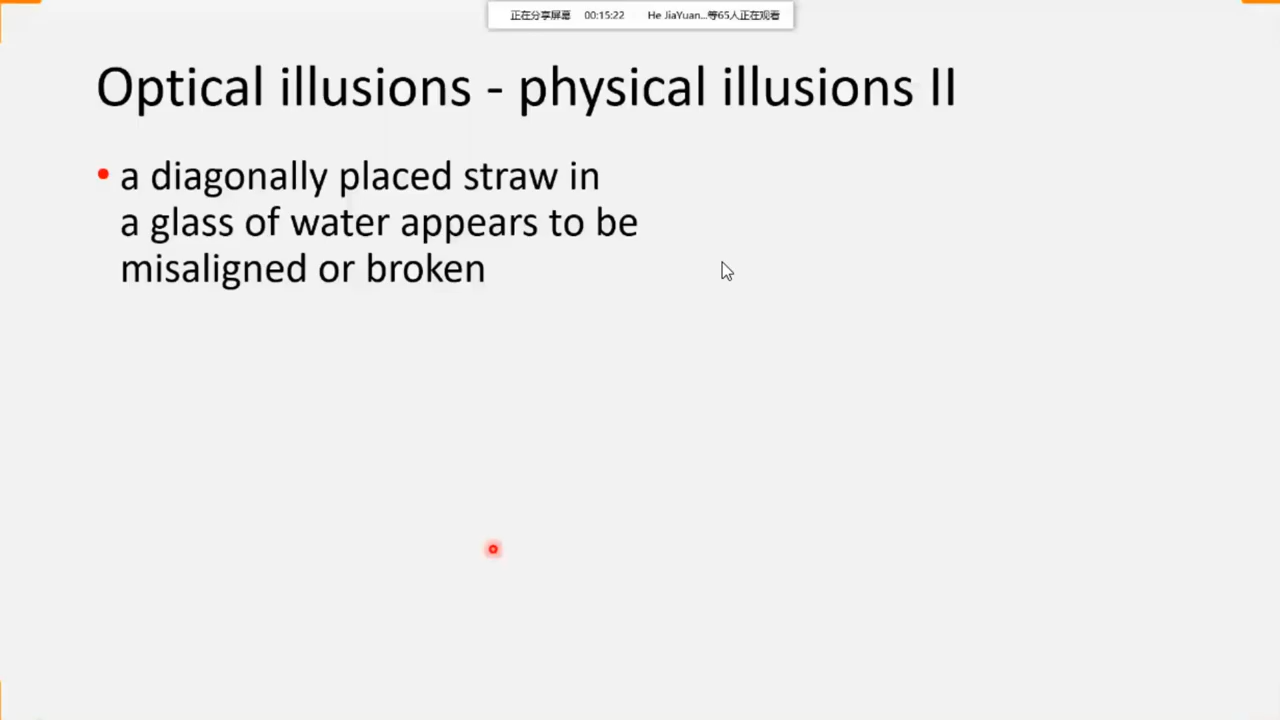 正在分享屏幕 00:15:22 He JiaYuan...等65人正在观看
Optical illusions - physical illusions II
• a diagonally placed straw in
a glass of water appears to be
misaligned or broken